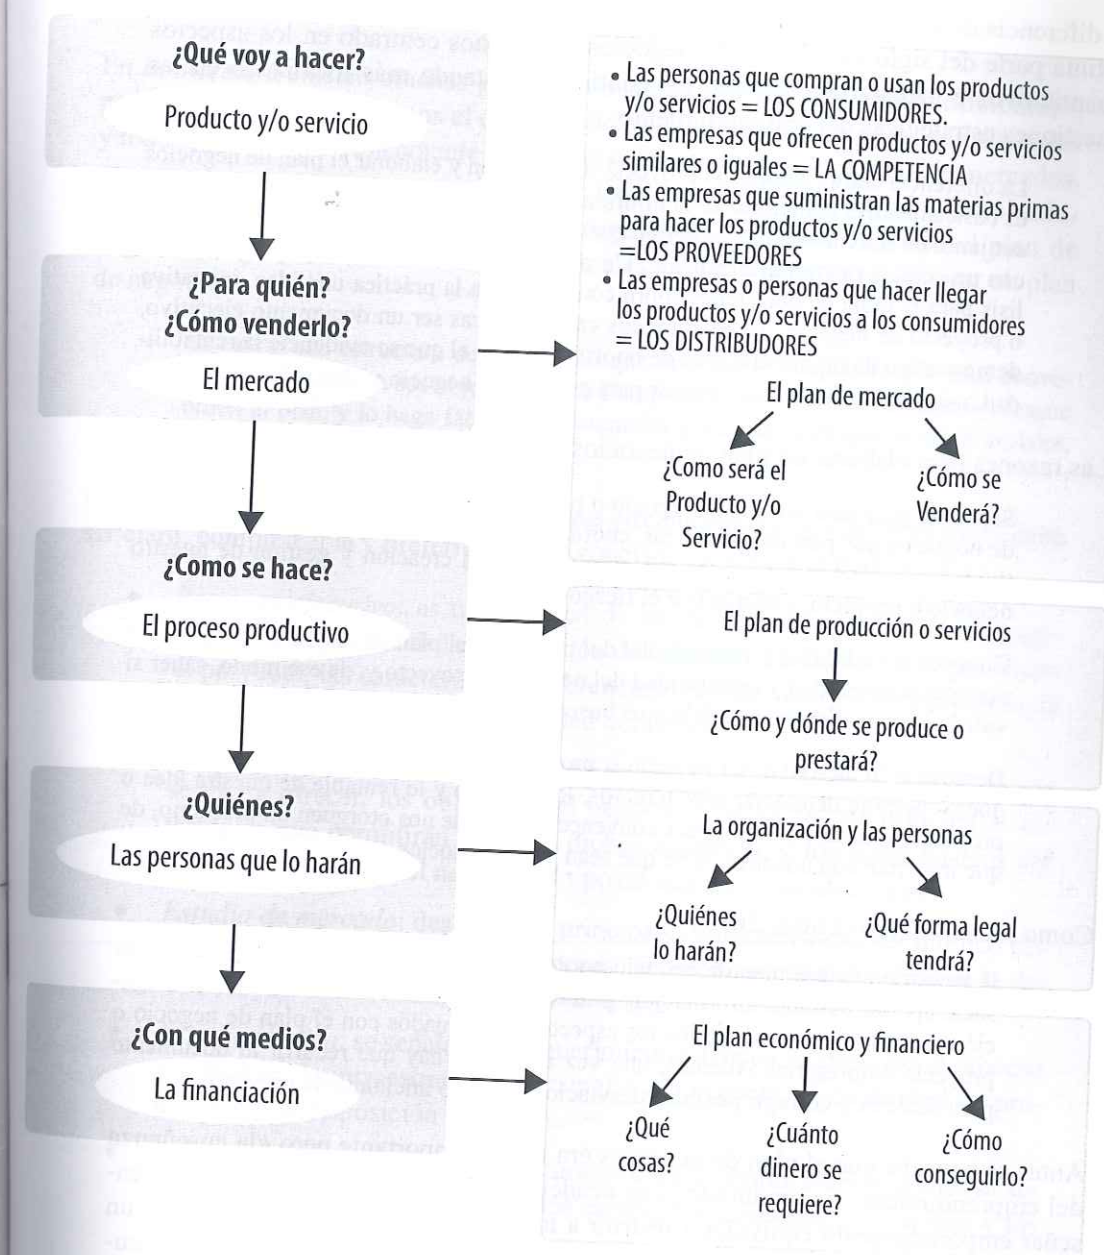 ¿Qué voy a hacer?
Producto y/o servicio
¿Para quién?
¿Cómo venderlo?
El mercado
• Las personas que compran o usan los productos
y/o servicios = LOS CONSUMIDORES.
• Las empresas que ofrecen productos y/o servicios
similares o iguales = LA COMPETENCIA
• Las empresas que suministran las materias primas
para hacer los productos y/o servicios
=LOS PROVEEDORES
• Las empresas o personas que hacer llegar
los productos y/o servicios a los consumidores
= LOS DISTRIBUDORES
El plan de mercado
¿Como será el
Producto y/o
Servicio?
¿Cómo se
Venderá?
¿Como se hace?
El proceso productivo
El plan de producción o servicios
¿Cómo y dónde se produce o
prestará?
¿Quiénes?
Las personas que lo harán
La organización y las personas
¿Quiénes
lo harán?
¿Qué forma legal
tendrá?
¿Con qué medios?
La financiación
El plan económico y financiero
¿Qué
cosas?
¿Cuánto
dinero se
requiere?
¿Cómo
conseguirlo?